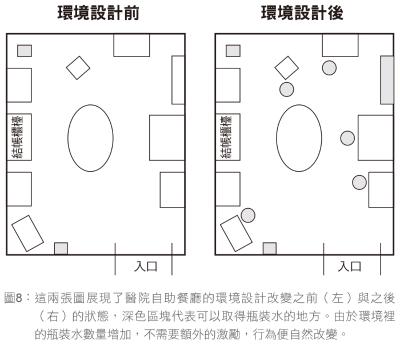 環境設計前
環境設計後
結帳櫃檯
結帳櫃檯
入口
入口
圖8：這兩張圖展現了醫院自助餐廳的環境設計改變之前（左）與之後
（右）的狀態，深色區塊代表可以取得瓶裝水的地方。由於環境裡
的瓶裝水數量增加，不需要額外的激勵，行為便自然改變。